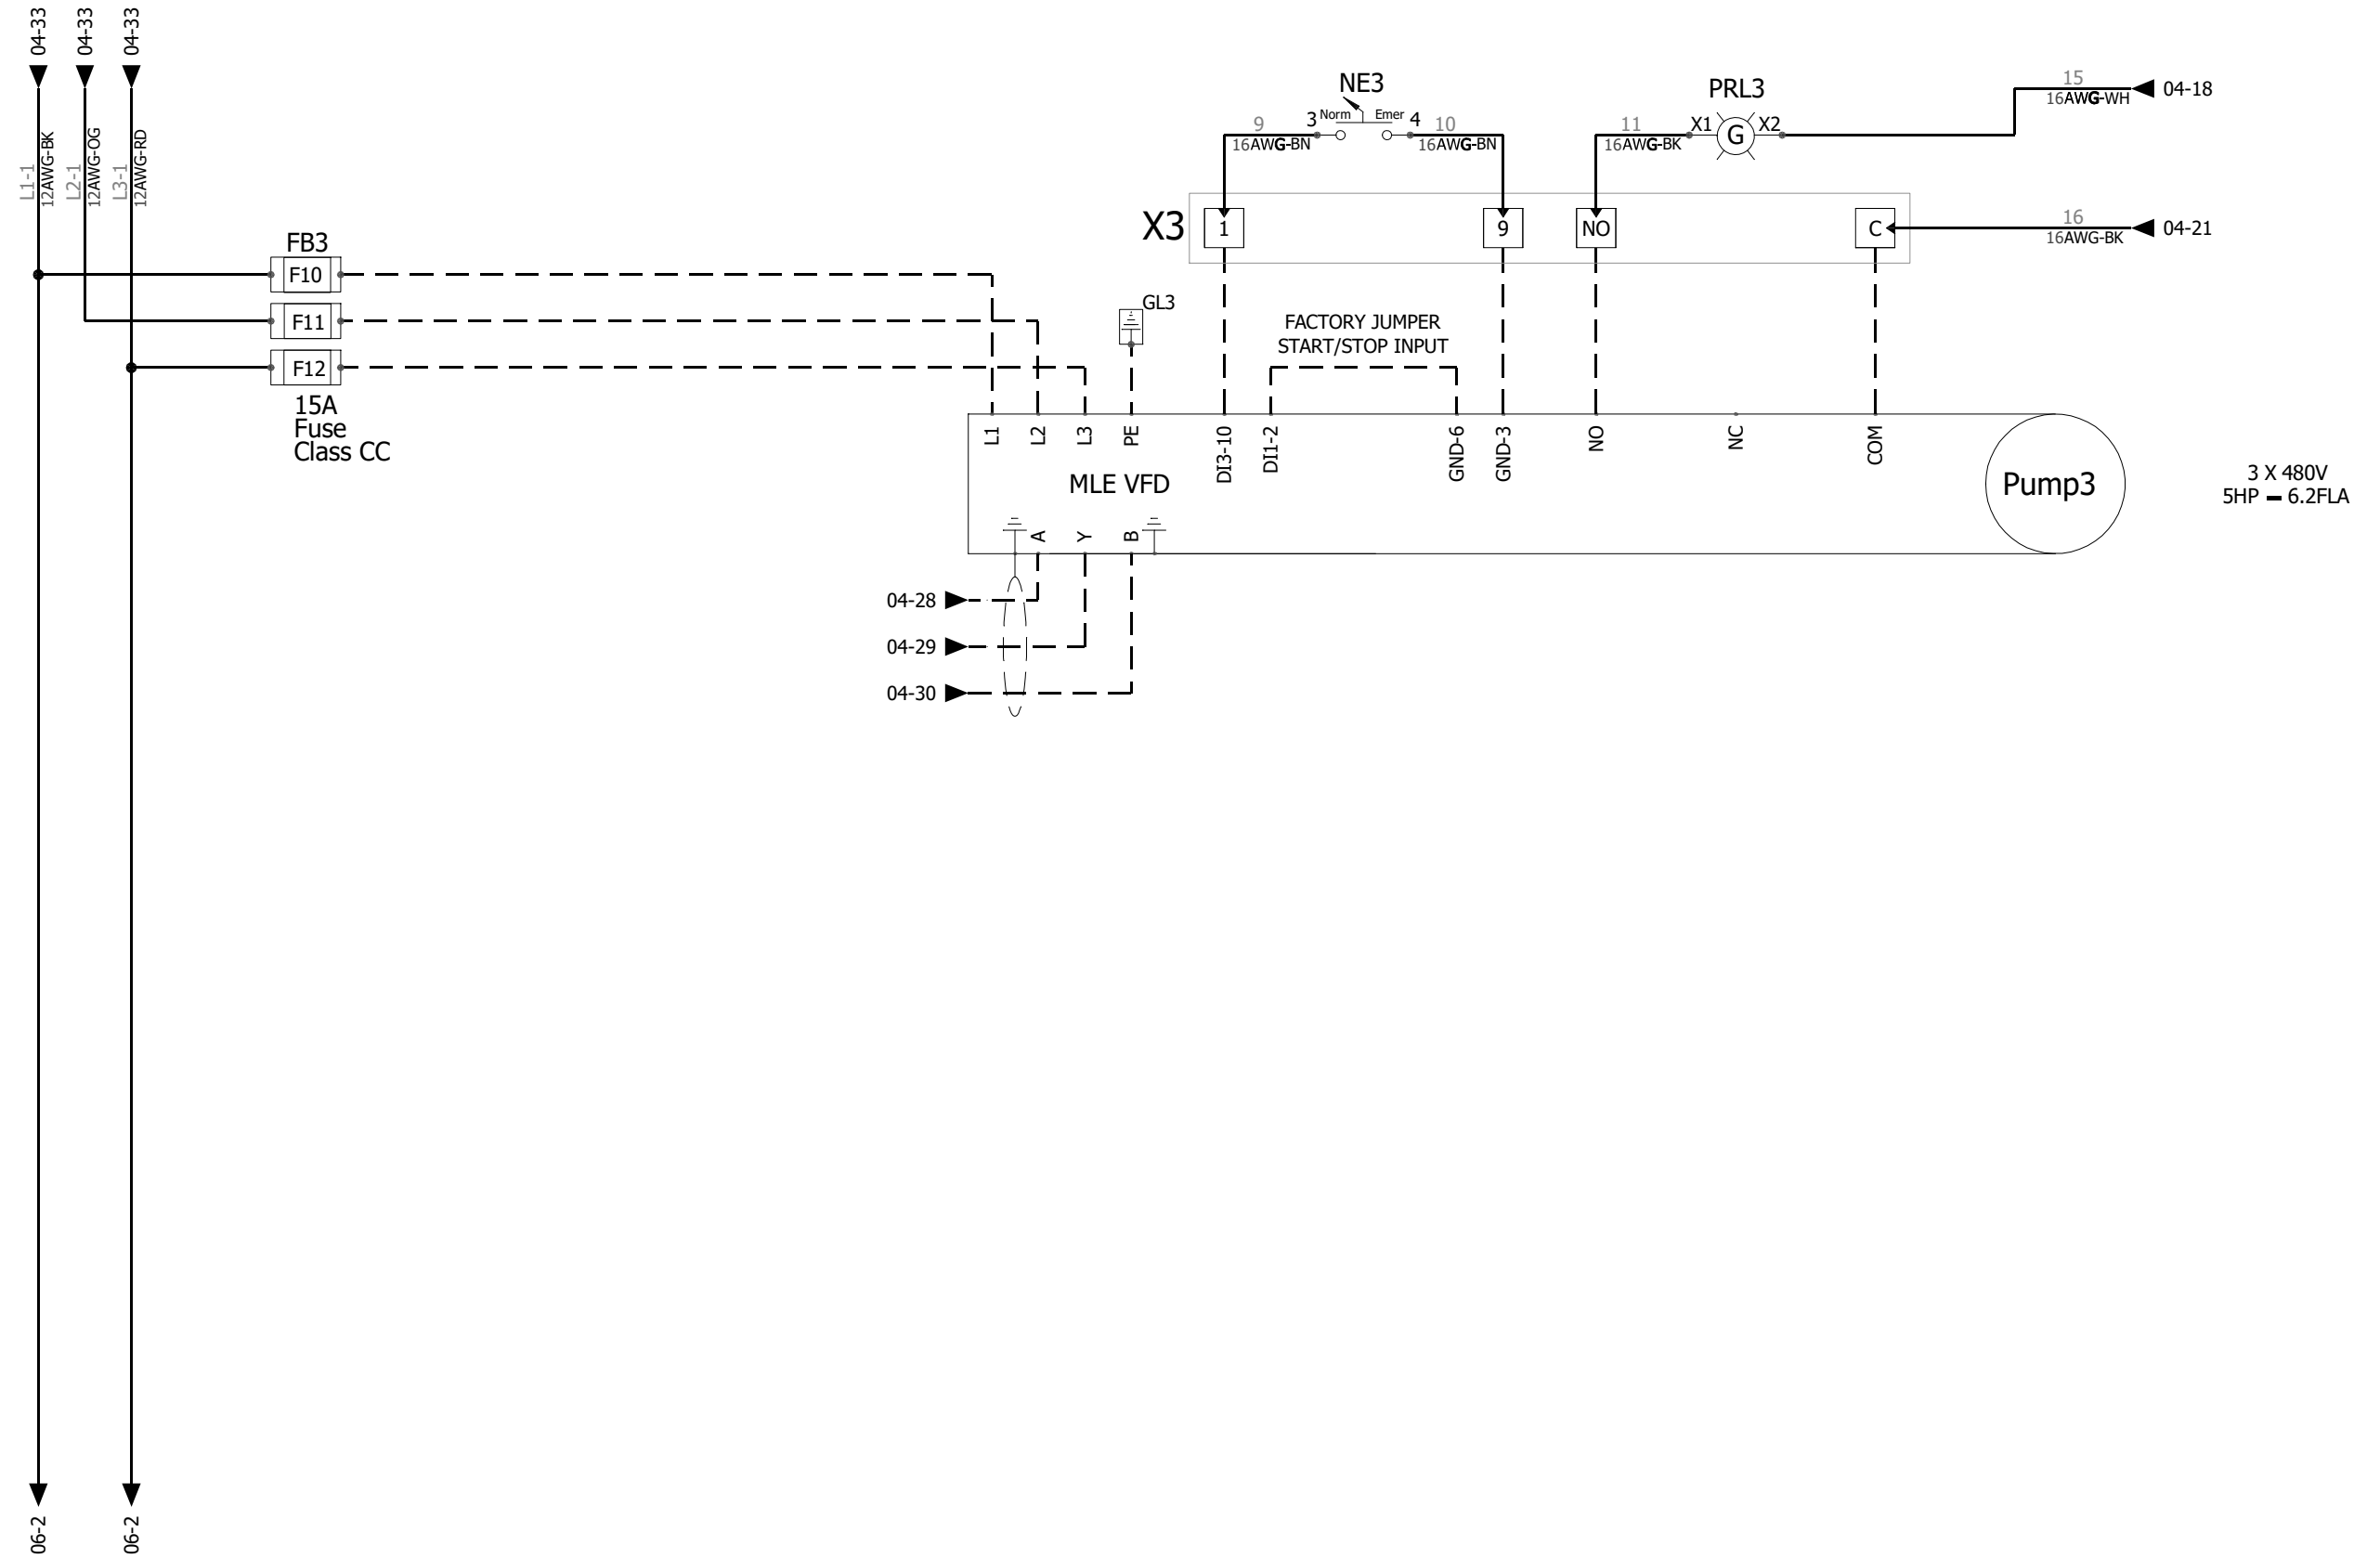 04-33
04-33
04-33
L1-1
12AWG-BK
L2-1
12AWG-OG
L3-1
12AWG-RD
NE3
3 Norm Emer 4
9
16AWG-BN
10
16AWG-BN
PRL3
11
16AWG-BK
X1 G X2
15
16AWG-WH
04-18
X3
1
9
NO
C
16
16AWG-BK
04-21
FB3
F10
F11
F12
15A
Fuse
Class CC
GL3
FACTORY JUMPER
START/STOP INPUT
L1
L2
L3
PE
DI3-10
DI1-2
GND-6
GND-3
NO
NC
COM
MLE VFD
Pump3
3 X 480V
5HP - 6.2FLA
A
Y
B
04-28
04-29
04-30
06-2
06-2